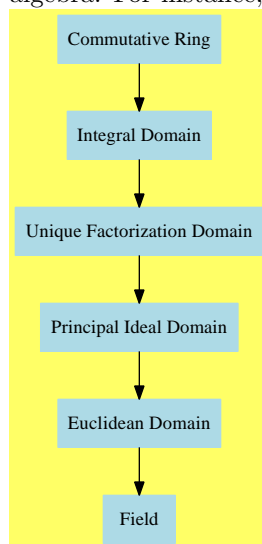 algebra. For instance,
Commutative Ring
Integral Domain
Unique Factorization Domain
Principal Ideal Domain
Euclidean Domain
Field